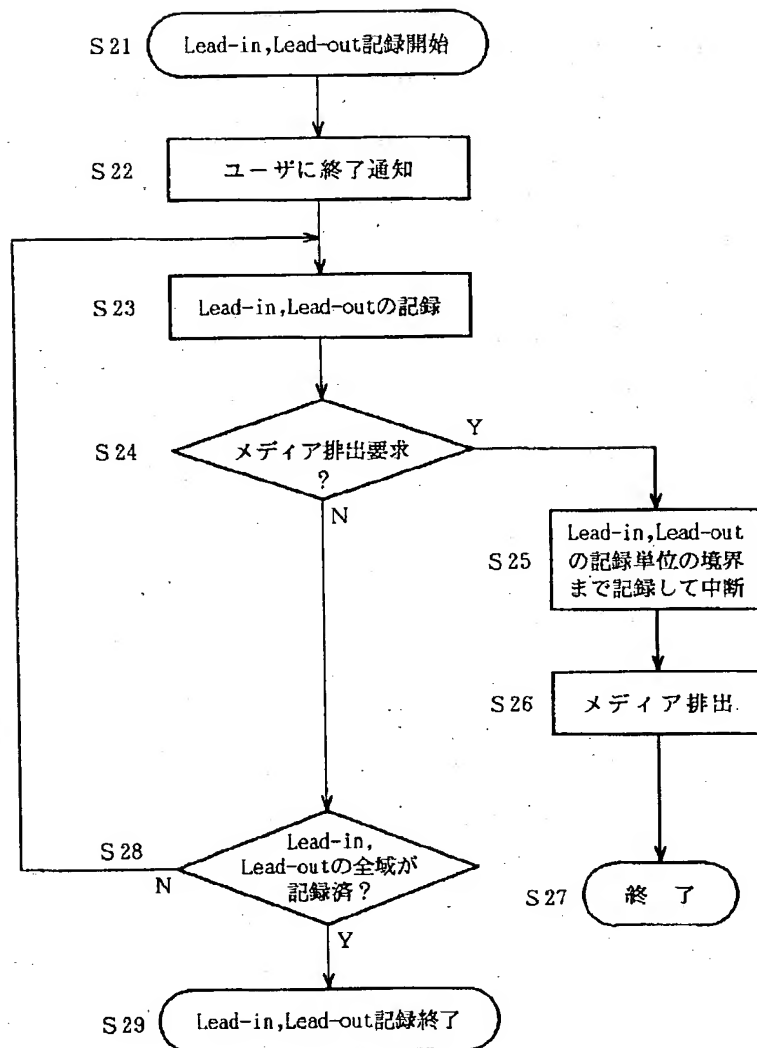 S21
Lead-in,Lead-out記録開始
S22
ユーザに終了通知
S23
Lead-in,Lead-outの記録
S24
メディア排出要求
?
Y
N
S25
Lead-in,Lead-out
の記録単位の境界
まで記録して中断
S26
メディア排出
S27
終 了
S28
Lead-in,
Lead-outの全域が
記録済?
N
Y
S29
Lead-in,Lead-out記録終了